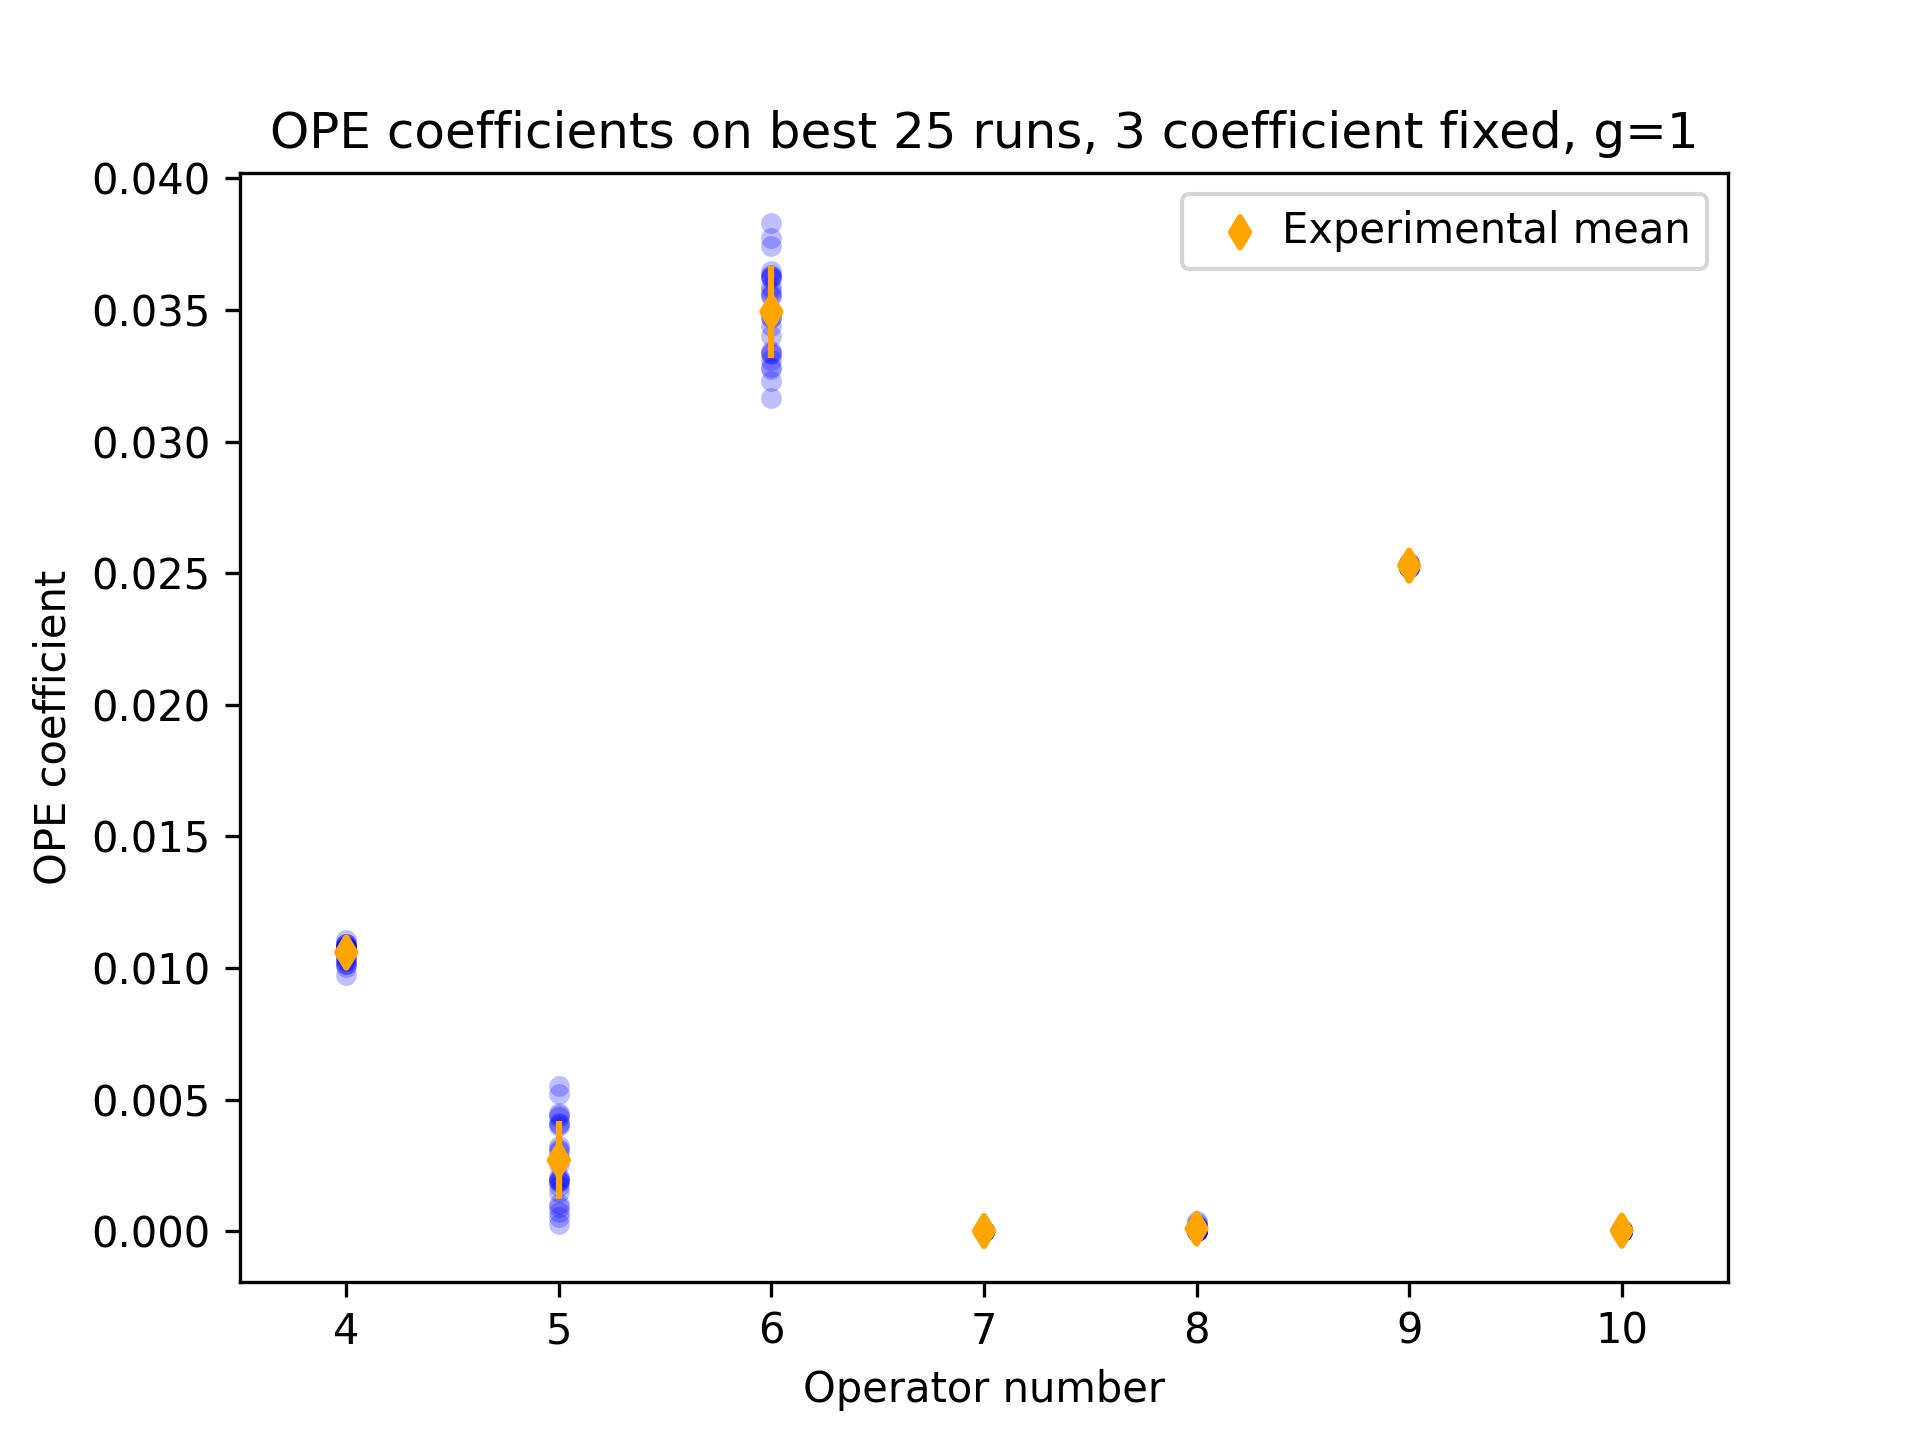 OPE coefficients on best 25 runs, 3 coefficient fixed, g=1
Experimental mean
OPE coefficient
0.040
0.035
0.030
0.025
0.020
0.015
0.010
0.005
0.000
4 5 6 7 8 9 10
Operator number